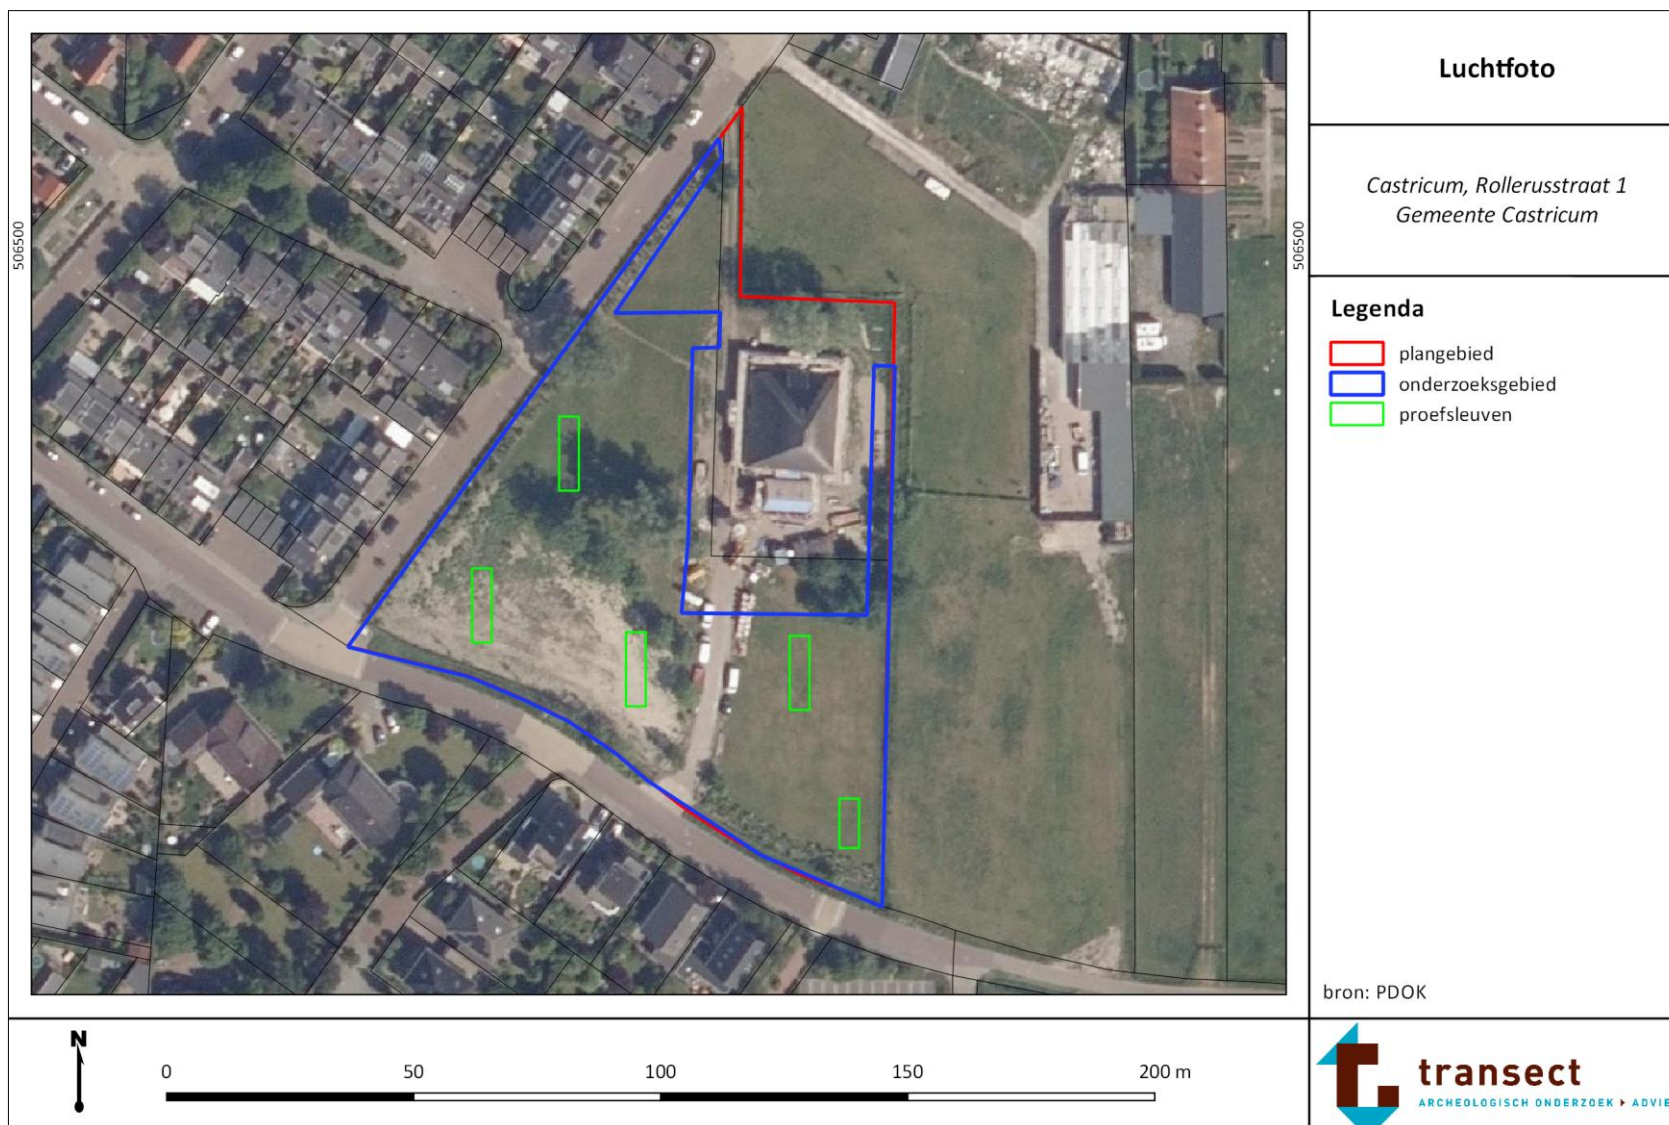 Luchtfoto
Castricum, Rollerusstraat 1
Gemeente Castricum
506500
506500
Legenda
plangebied
onderzoeksgebied
proefsleuven
bron: PDOK
N
0 50 100 150 200 m
transect
ARCHEOLOGISCH ONDERZOEK ADVIE